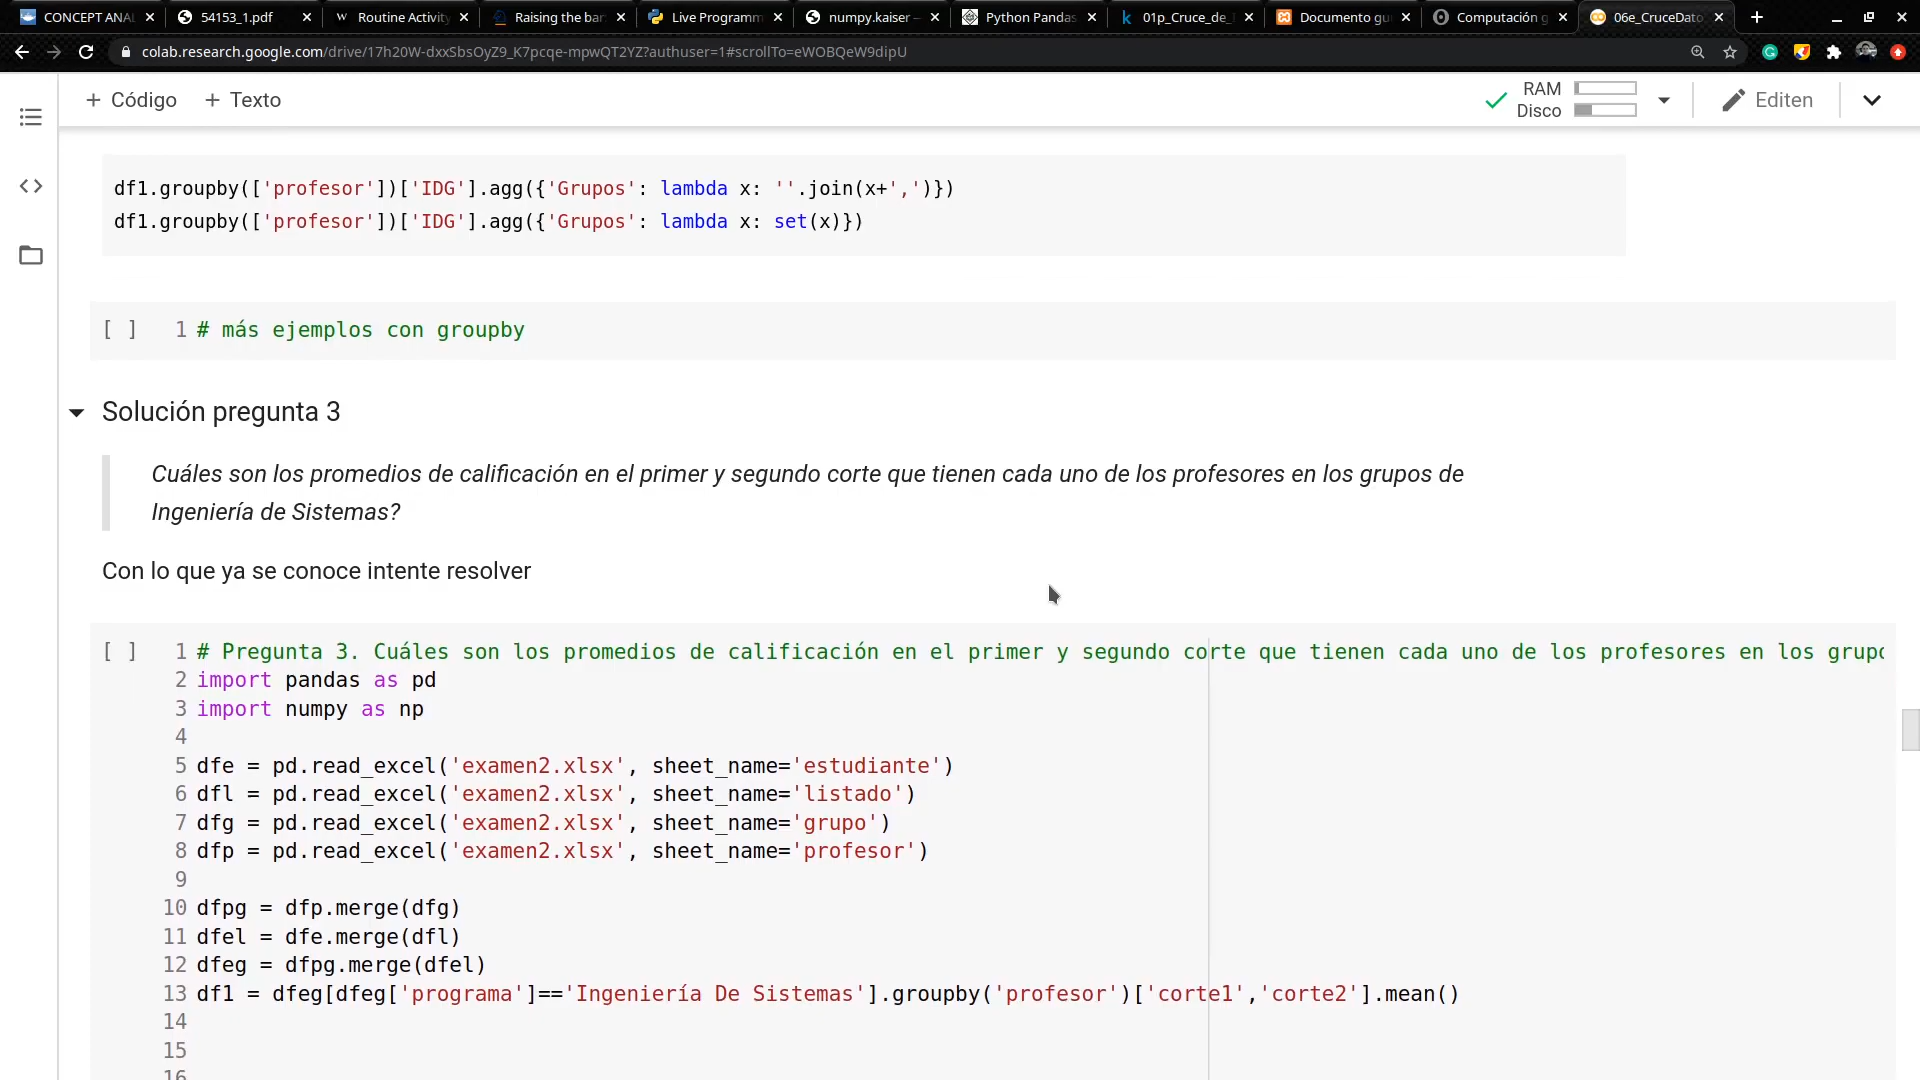 CONCEPT ANAL
54153_1.pdf
Routine Activity
Raising the bar
Live Programm
numpy.kaiser —
Python Pandas
01p_Cruce_de_
Documento gu
Computación g
06e_CruceDato
colab.research.google.com/drive/17h20W-dxxSbsOyZ9_K7pcqe-mpwQT2YZ?authuser=1#scrollTo=eWOBQeW9dipU
+ Código + Texto
RAM
Disco
Editen
df1.groupby(['profesor'])['IDG'].agg({'Grupos': lambda x: ''.join(x+',')})
df1.groupby(['profesor'])['IDG'].agg({'Grupos': lambda x: set(x)})
[ ] 1 # más ejemplos con groupby
Solución pregunta 3
Cuáles son los promedios de calificación en el primer y segundo corte que tienen cada uno de los profesores en los grupos de
Ingeniería de Sistemas?
Con lo que ya se conoce intente resolver
[ ] 1 # Pregunta 3. Cuáles son los promedios de calificación en el primer y segundo corte que tienen cada uno de los profesores en los grupo
2 import pandas as pd
3 import numpy as np
4
5 dfe = pd.read_excel('examen2.xlsx', sheet_name='estudiante')
6 dfl = pd.read_excel('examen2.xlsx', sheet_name='listado')
7 dfg = pd.read_excel('examen2.xlsx', sheet_name='grupo')
8 dfp = pd.read_excel('examen2.xlsx', sheet_name='profesor')
9
10 dfpg = dfp.merge(dfg)
11 dfel = dfe.merge(dfl)
12 dfeg = dfpg.merge(dfel)
13 df1 = dfeg[dfeg['programa']=='Ingeniería De Sistemas'].groupby('profesor')['corte1','corte2'].mean()
14
15
16